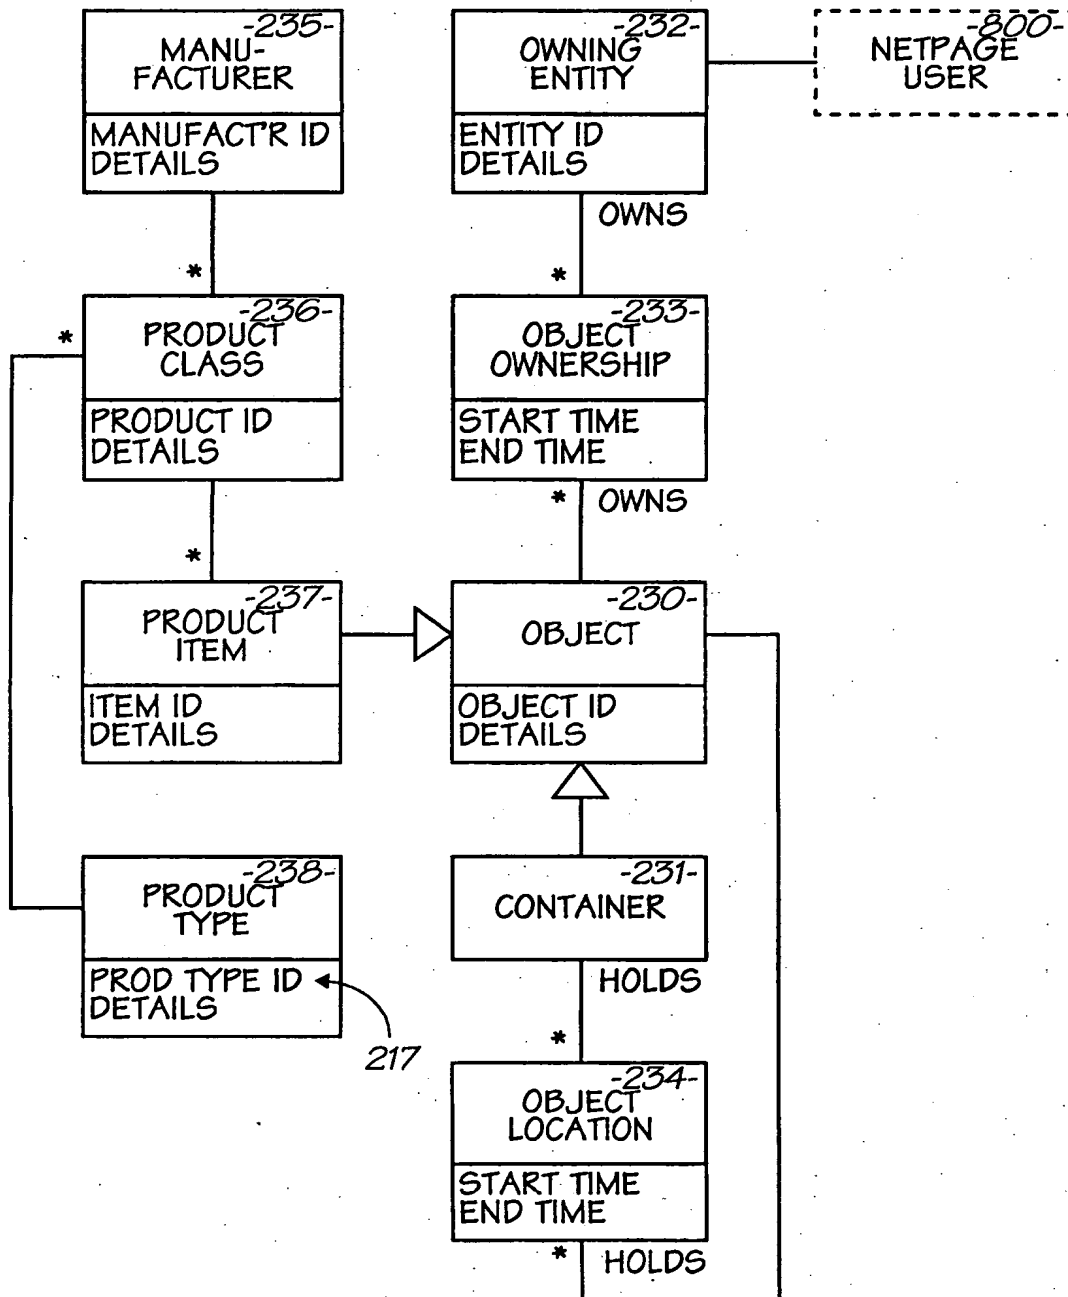 -235-
MANU-
FACTURER
MANUFACT'R ID
DETAILS
*
-232-
OWNING
ENTITY
ENTITY ID
DETAILS
OWNS
*
-800-
NETPAGE
USER
-236-
PRODUCT
CLASS
PRODUCT ID
DETAILS
*
*
-233-
OBJECT
OWNERSHIP
START TIME
END TIME
* OWNS
-237-
PRODUCT
ITEM
ITEM ID
DETAILS
-230-
OBJECT
OBJECT ID
DETAILS
-238-
PRODUCT
TYPE
PROD TYPE ID
DETAILS
217
-231-
CONTAINER
HOLDS
*
-234-
OBJECT
LOCATION
START TIME
END TIME
* HOLDS